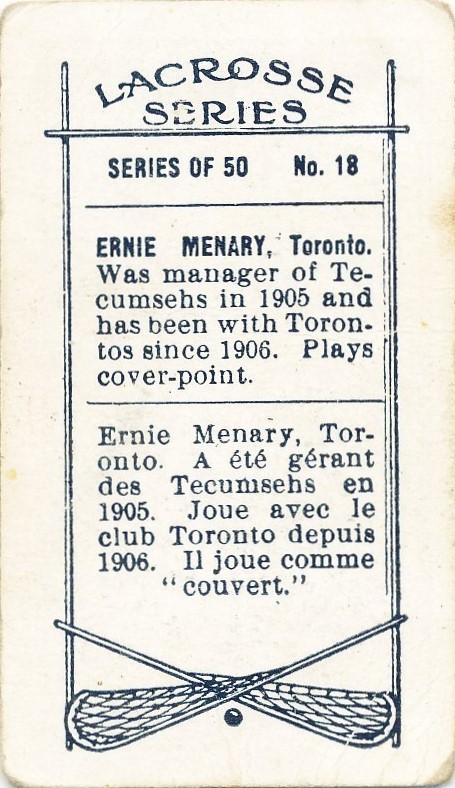 LACROSSE
SERIES
SERIES OF 50 No. 18
ERNIE MENARY, Toronto.
Was manager of Te-
cumsehs in 1905 and
has been with Toron-
tos since 1906. Plays
cover-point.
Ernie Menary, Tor-
onto. A été gérant
des Tecumsehs en
1905. Joue avec le
club Toronto depuis
1906. Il joue comme
"couvert."